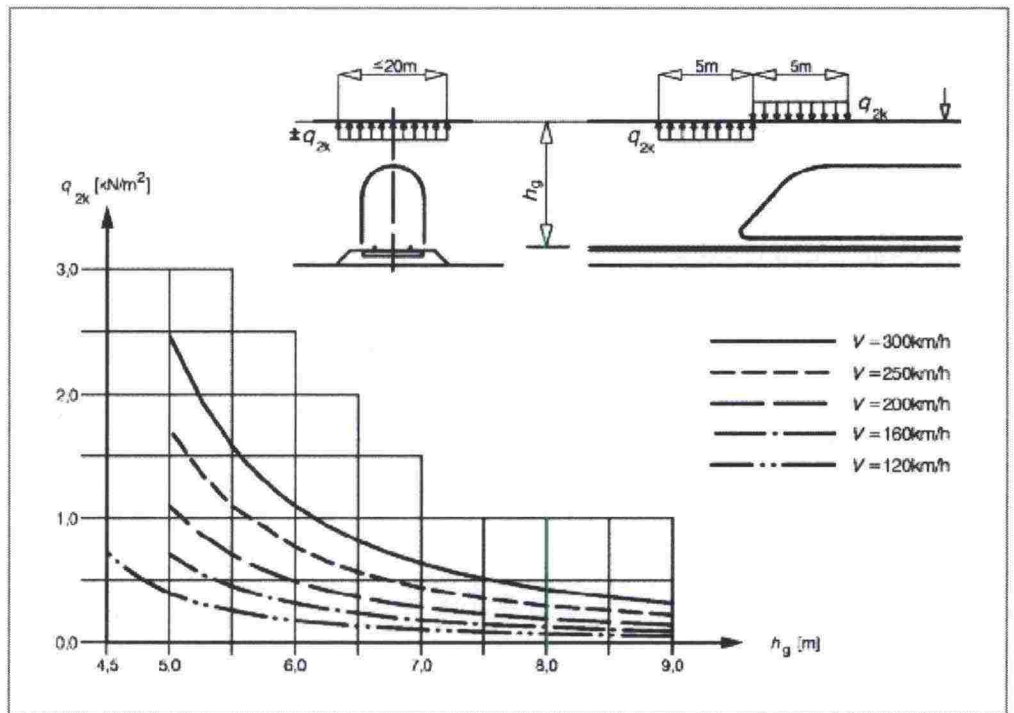 ≤20m
5m
5m
±q2k
q2k
q2k
hg
q2k [kN/m²]
3,0
2,0
1,0
0,0
4,5
5,0
6,0
7,0
8,0
9,0
hg [m]
V = 300km/h
V = 250km/h
V = 200km/h
V = 160km/h
V = 120km/h